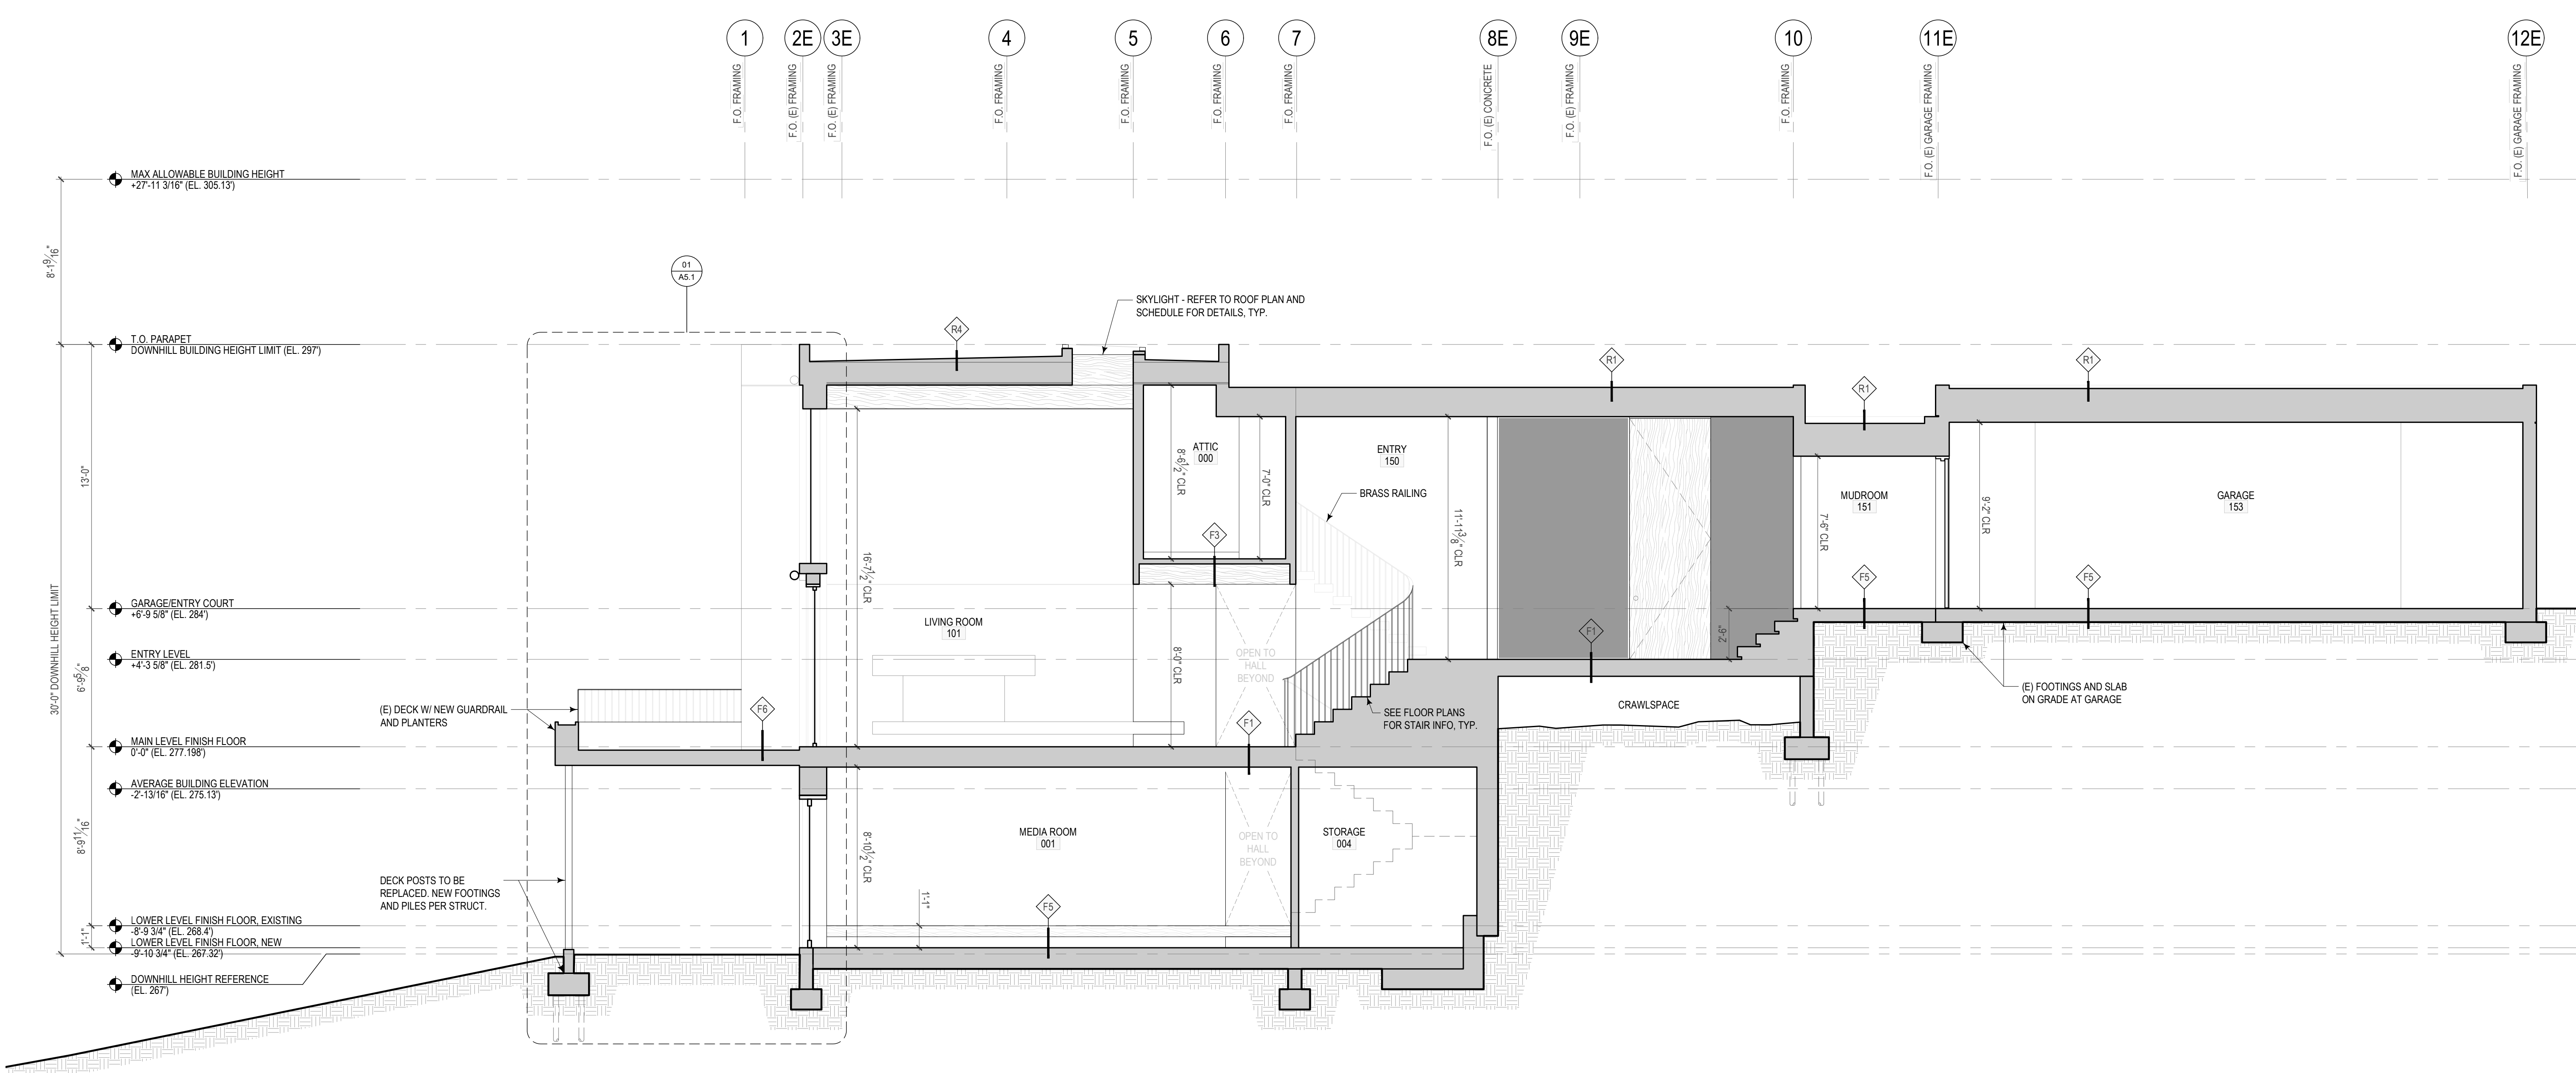 1
2E
3E
4
5
6
7
8E
9E
10
11E
12E
F.O. FRAMING
F.O. (E) FRAMING
F.O. (E) FRAMING
F.O. FRAMING
F.O. FRAMING
F.O. FRAMING
F.O. FRAMING
F.O. (E) CONCRETE
F.O. (E) FRAMING
F.O. FRAMING
F.O. (E) GARAGE FRAMING
F.O. (E) GARAGE FRAMING
MAX ALLOWABLE BUILDING HEIGHT
+27'-11 3/16" (EL. 305.13')
8'-1 9/16"
01
A5.1
SKYLIGHT - REFER TO ROOF PLAN AND
SCHEDULE FOR DETAILS, TYP.
T.O. PARAPET
DOWNHILL BUILDING HEIGHT LIMIT (EL. 297')
R4
R1
R1
R1
13'-0"
ATTIC
000
8'-6 1/2" CLR
7'-0" CLR
ENTRY
150
BRASS RAILING
11'-11 3/8" CLR
MUDROOM
151
7'-6" CLR
9'-2" CLR
GARAGE
153
F3
16'-7 1/2" CLR
F5
F5
30'-0" DOWNHILL HEIGHT LIMIT
GARAGE/ENTRY COURT
+6'-9 5/8" (EL. 284')
LIVING ROOM
101
F1
2'-6"
ENTRY LEVEL
+4'-3 5/8" (EL. 281.5')
6'-9 5/8"
8'-0" CLR
OPEN TO
HALL
BEYOND
(E) FOOTINGS AND SLAB
ON GRADE AT GARAGE
(E) DECK W/ NEW GUARDRAIL
AND PLANTERS
F6
F1
SEE FLOOR PLANS
FOR STAIR INFO, TYP.
CRAWLSPACE
MAIN LEVEL FINISH FLOOR
0'-0" (EL. 277.198')
AVERAGE BUILDING ELEVATION
-2'-13/16" (EL. 275.13')
8'-9 11/16"
8'-10 1/2" CLR
MEDIA ROOM
001
OPEN TO
HALL
BEYOND
STORAGE
004
DECK POSTS TO BE
REPLACED. NEW FOOTINGS
AND PILES PER STRUCT.
1'-1"
F5
LOWER LEVEL FINISH FLOOR, EXISTING
-8'-9 3/4" (EL. 268.4')
1'-1"
LOWER LEVEL FINISH FLOOR, NEW
-9'-10 3/4" (EL. 267.32')
DOWNHILL HEIGHT REFERENCE
(EL. 267')